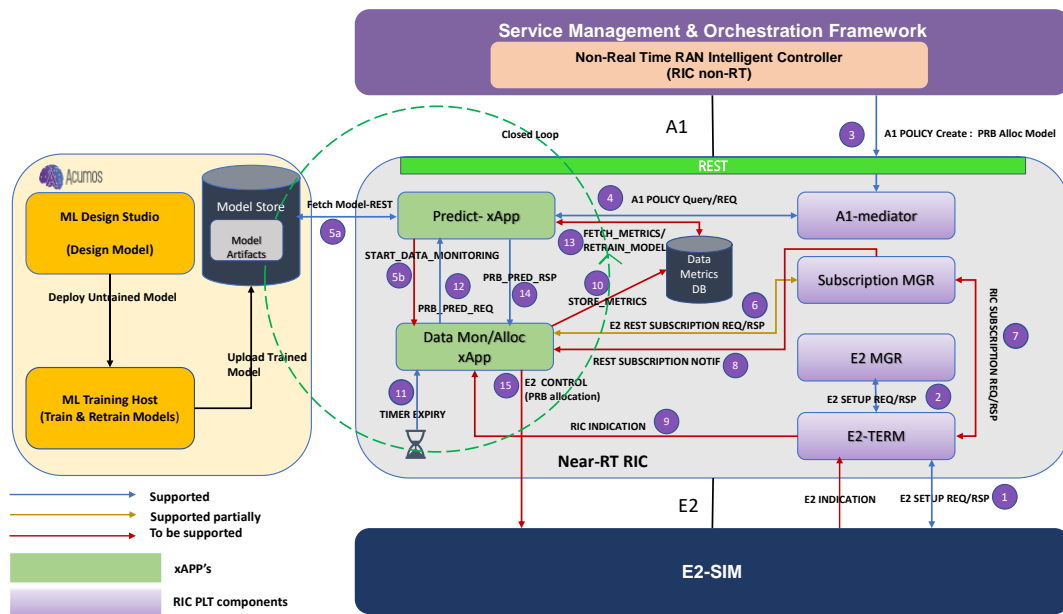 Service Management & Orchestration Framework
Non-Real Time RAN Intelligent Controller
(RIC non-RT)
A1
3
A1 POLICY Create : PRB Alloc Model
Closed Loop
REST
Acumos
ML Design Studio
(Design Model)
Model Store
Model
Artifacts
Fetch Model-REST
5a
Predict- xApp
4
A1 POLICY Query/REQ
A1-mediator
13
FETCH_METRICS/
RETRAIN_MODEL
Data
Metrics
DB
START_DATA_MONITORING
5b
12
PRB_PRED_RSP
14
PRB_PRED_REQ
10
STORE_METRICS
6
Subscription MGR
E2 REST SUBSCRIPTION REQ/RSP
RIC SUBSCRIPTION REQ/RSP
7
Deploy Untrained Model
Upload Trained
Model
Data Mon/Alloc
xApp
REST SUBSCRIPTION NOTIF
8
E2 MGR
ML Training Host
(Train & Retrain Models)
11
TIMER EXPIRY
15
E2 CONTROL
(PRB allocation)
E2 SETUP REQ/RSP
2
RIC INDICATION
9
E2-TERM
Near-RT RIC
E2
E2 INDICATION
E2 SETUP REQ/RSP
1
E2-SIM
Supported
Supported partially
To be supported
xAPP's
RIC PLT components